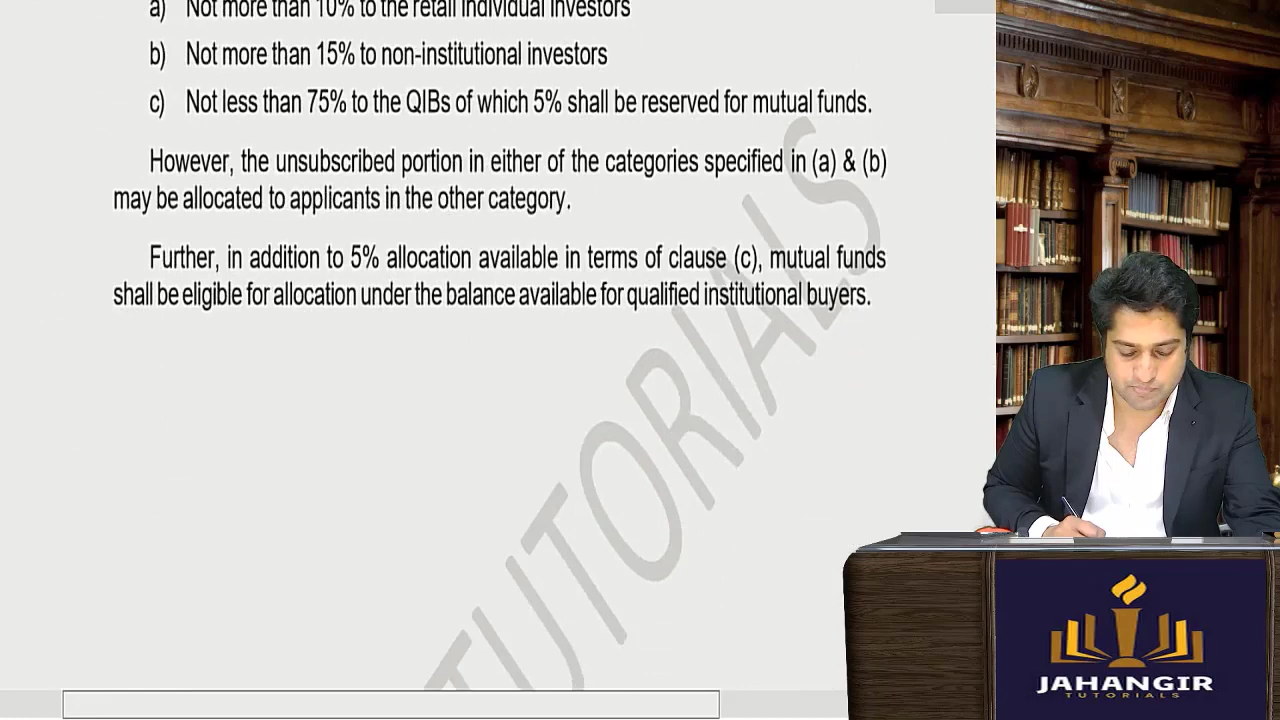 a) Not more than 10% to the retail individual investors
b) Not more than 15% to non-institutional investors
c) Not less than 75% to the QIBs of which 5% shall be reserved for mutual funds.
However, the unsubscribed portion in either of the categories specified in (a) & (b)
may be allocated to applicants in the other category.
Further, in addition to 5% allocation available in terms of clause (c), mutual funds
shall be eligible for allocation under the balance available for qualified institutional buyers.
TUTORIALS
JAHANGIR
TUTORIALS